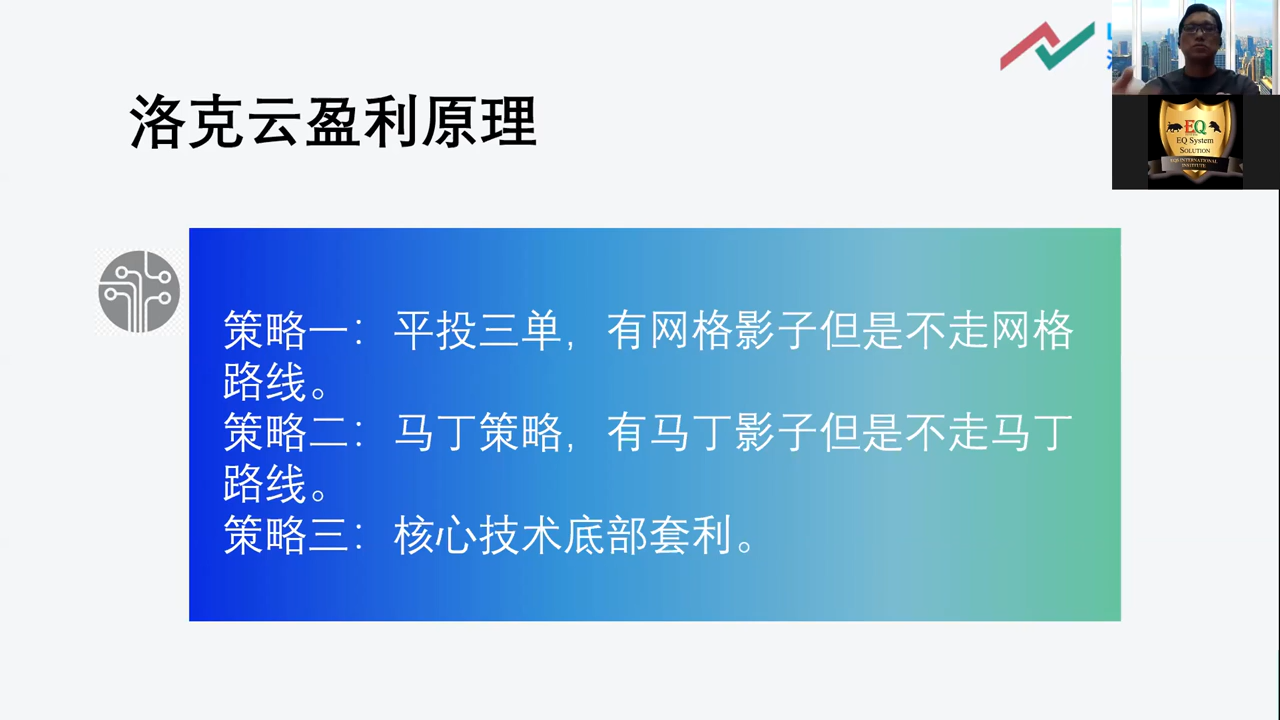 洛克云盈利原理
策略一：平投三单，有网格影子但是不走网格
路线。
策略二：马丁策略，有马丁影子但是不走马丁
路线。
策略三：核心技术底部套利。
EQ
EQ System
SOLUTION
EQS INTERNATIONAL
INSTITUTE